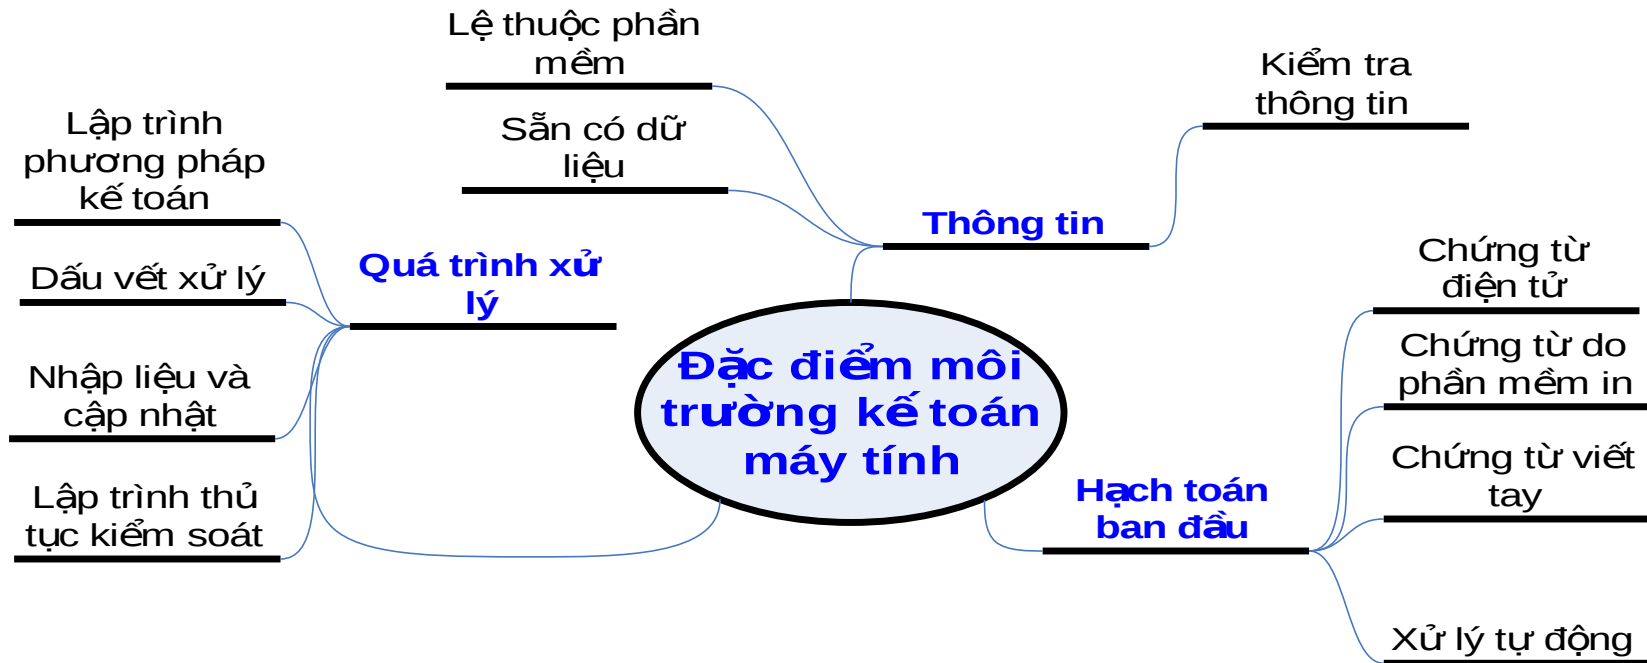 Lệ thuộc phần
mềm
Sẵn có dữ
liệu
Kiểm tra
thông tin
Thông tin
Lập trình
phương pháp
kế toán
Dấu vết xử lý
Nhập liệu và
cập nhật
Lập trình thủ
tục kiểm soát
Quá trình xử
lý
Đặc điểm môi
trường kế toán
máy tính
Hạch toán
ban đầu
Chứng từ
điện tử
Chứng từ do
phần mềm in
Chứng từ viết
tay
Xử lý tự động